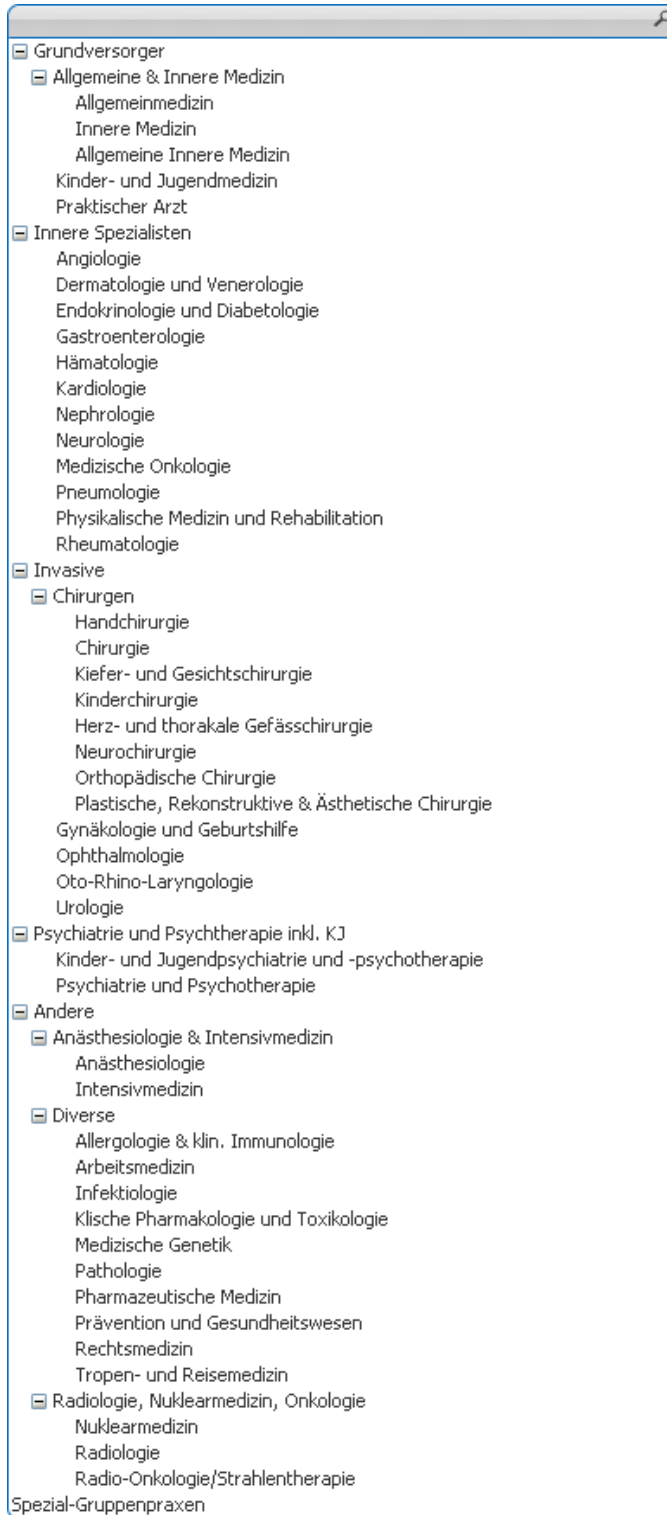 Grundversorger
Allgemeine & Innere Medizin
Allgemeinmedizin
Innere Medizin
Allgemeine Innere Medizin
Kinder- und Jugendmedizin
Praktischer Arzt
Innere Spezialisten
Angiologie
Dermatologie und Venerologie
Endokrinologie und Diabetologie
Gastroenterologie
Hämatologie
Kardiologie
Nephrologie
Neurologie
Medizische Onkologie
Pneumologie
Physikalische Medizin und Rehabilitation
Rheumatologie
Invasive
Chirurgen
Handchirurgie
Chirurgie
Kiefer- und Gesichtschirurgie
Kinderchirurgie
Herz- und thorakale Gefässchirurgie
Neurochirurgie
Orthopädische Chirurgie
Plastische, Rekonstruktive & Ästhetische Chirurgie
Gynäkologie und Geburtshilfe
Ophthalmologie
Oto-Rhino-Laryngologie
Urologie
Psychiatrie und Psychtherapie inkl. KJ
Kinder- und Jugendpsychiatrie und -psychotherapie
Psychiatrie und Psychotherapie
Andere
Anästhesiologie & Intensivmedizin
Anästhesiologie
Intensivmedizin
Diverse
Allergologie & klin. Immunologie
Arbeitsmedizin
Infektiologie
Klische Pharmakologie und Toxikologie
Medizische Genetik
Pathologie
Pharmazeutische Medizin
Prävention und Gesundheitswesen
Rechtsmedizin
Tropen- und Reisemedizin
Radiologie, Nuklearmedizin, Onkologie
Nuklearmedizin
Radiologie
Radio-Onkologie/Strahlentherapie
Spezial-Gruppenpraxen